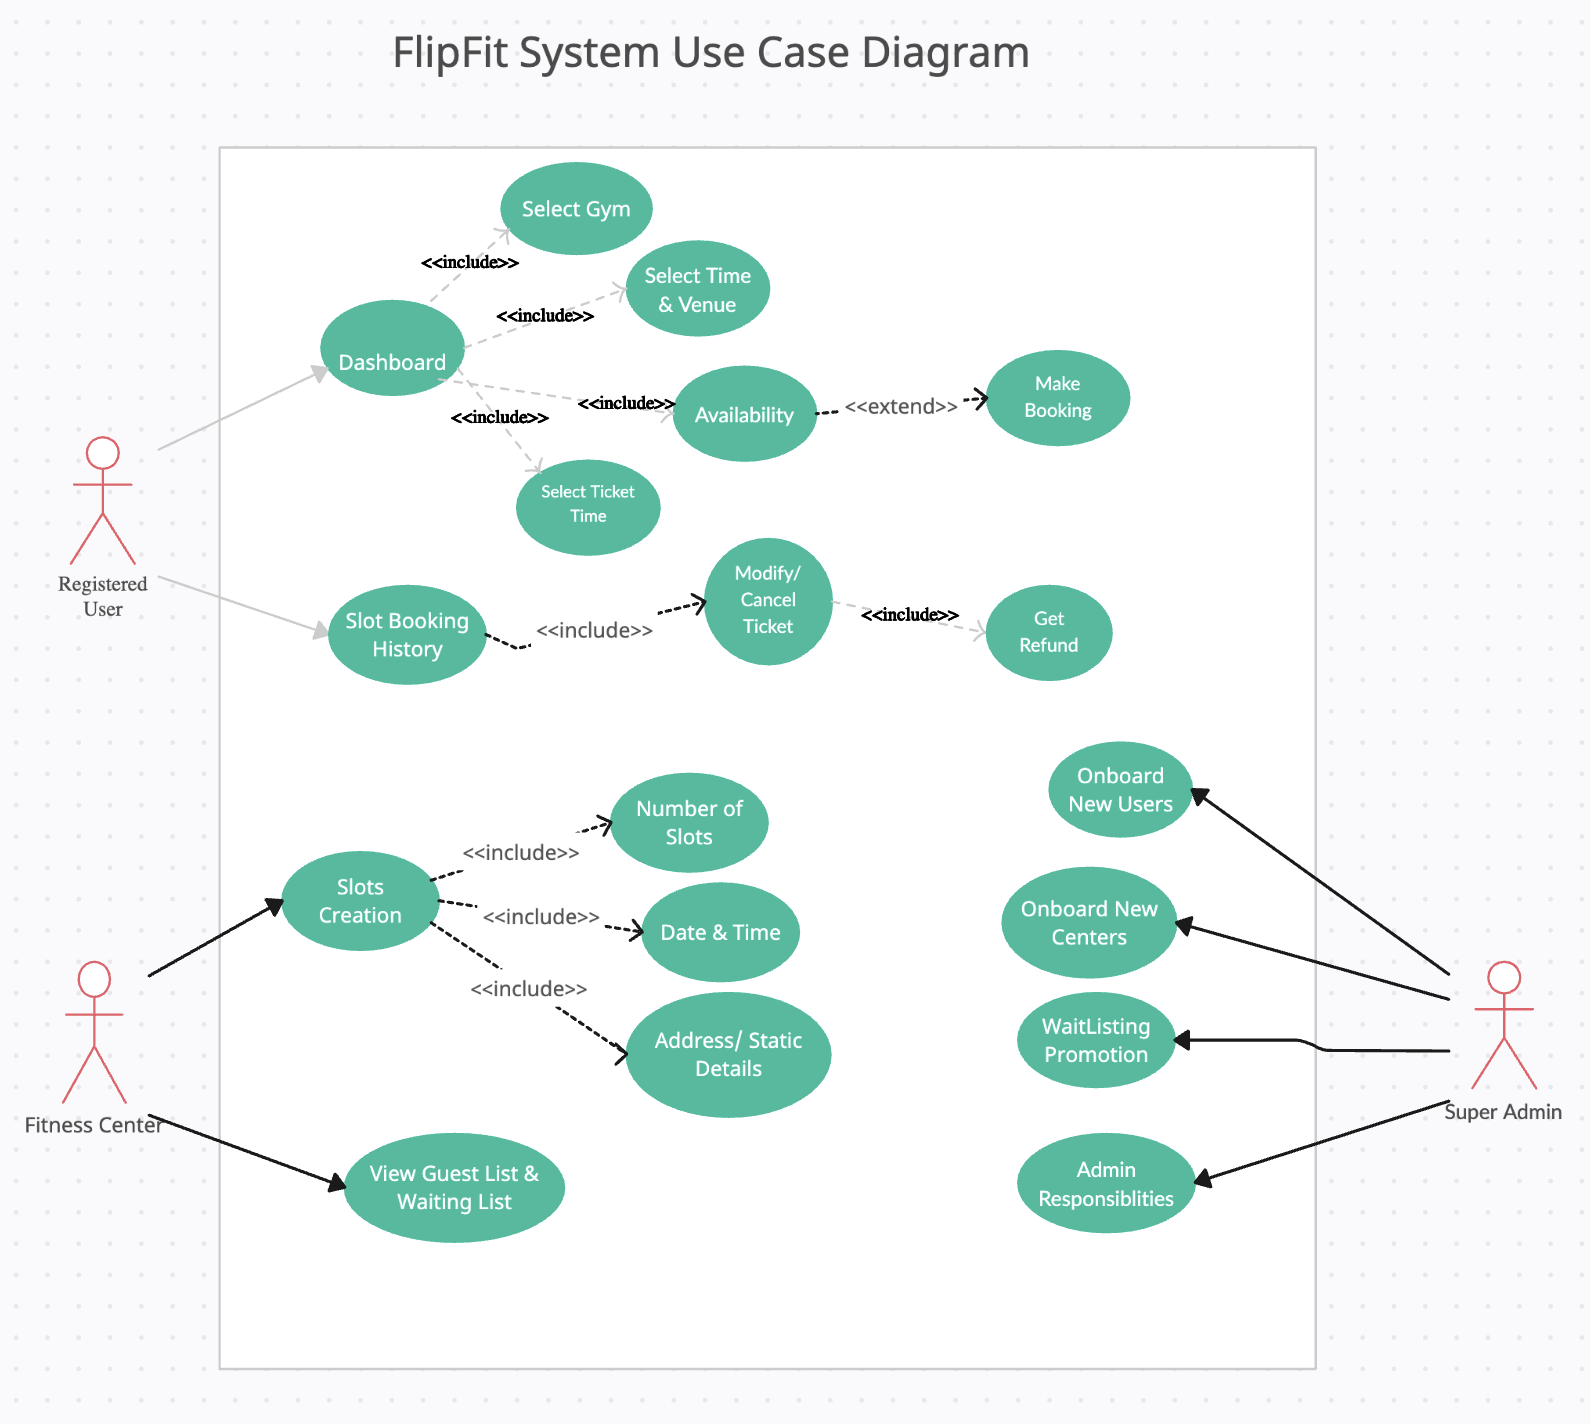 FlipFit System Use Case Diagram
Select Gym
<<include>>
Select Time
& Venue
<<include>>
Dashboard
Make
Booking
<<include>>
<<extend>>
Availability
<<include>>
Select Ticket
Time
Registered
User
Modify/
Cancel
Ticket
Slot Booking
History
<<include>>
<<include>>
Get
Refund
Onboard
New Users
Number of
Slots
<<include>>
Slots
Creation
<<include>>
Date & Time
Onboard New
Centers
<<include>>
Address/ Static
Details
WaitListing
Promotion
Fitness Center
Super Admin
View Guest List &
Waiting List
Admin
Responsiblities